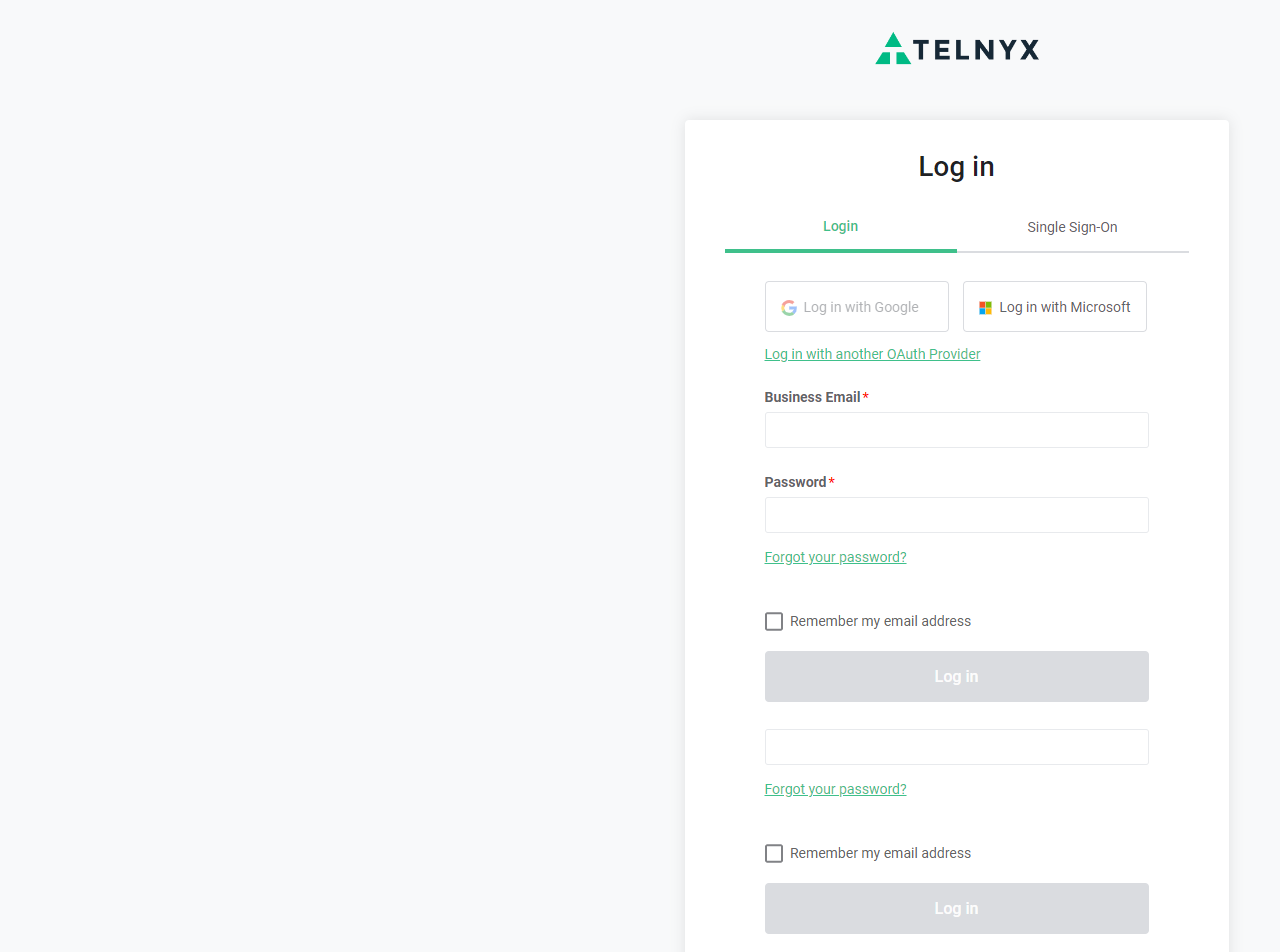 TELNYX
Log in
Login
Single Sign-On
Log in with Google
Log in with Microsoft
Log in with another OAuth Provider
Business Email*
Password*
Forgot your password?
Remember my email address
Log in
Forgot your password?
Remember my email address
Log in